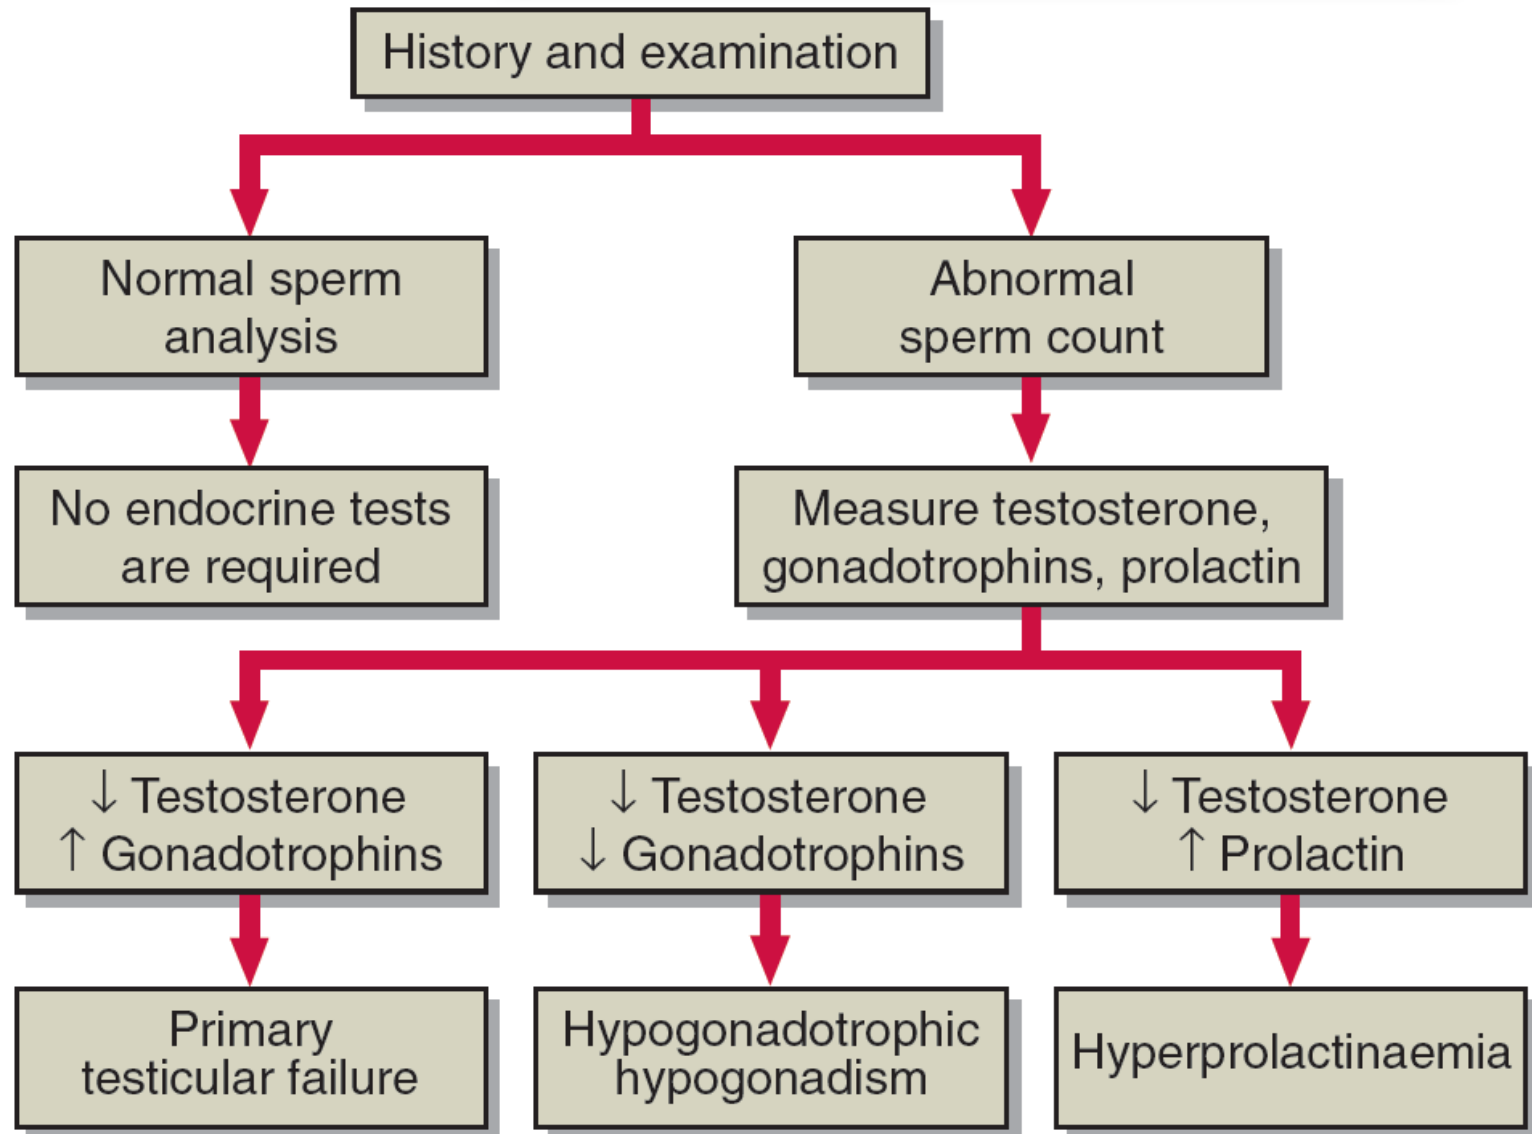 History and examination
Normal sperm
analysis
Abnormal
sperm count
No endocrine tests
are required
Measure testosterone,
gonadotrophins, prolactin
↓ Testosterone
↑ Gonadotrophins
↓ Testosterone
↓ Gonadotrophins
↓ Testosterone
↑ Prolactin
Primary
testicular failure
Hypogonadotrophic
hypogonadism
Hyperprolactinaemia